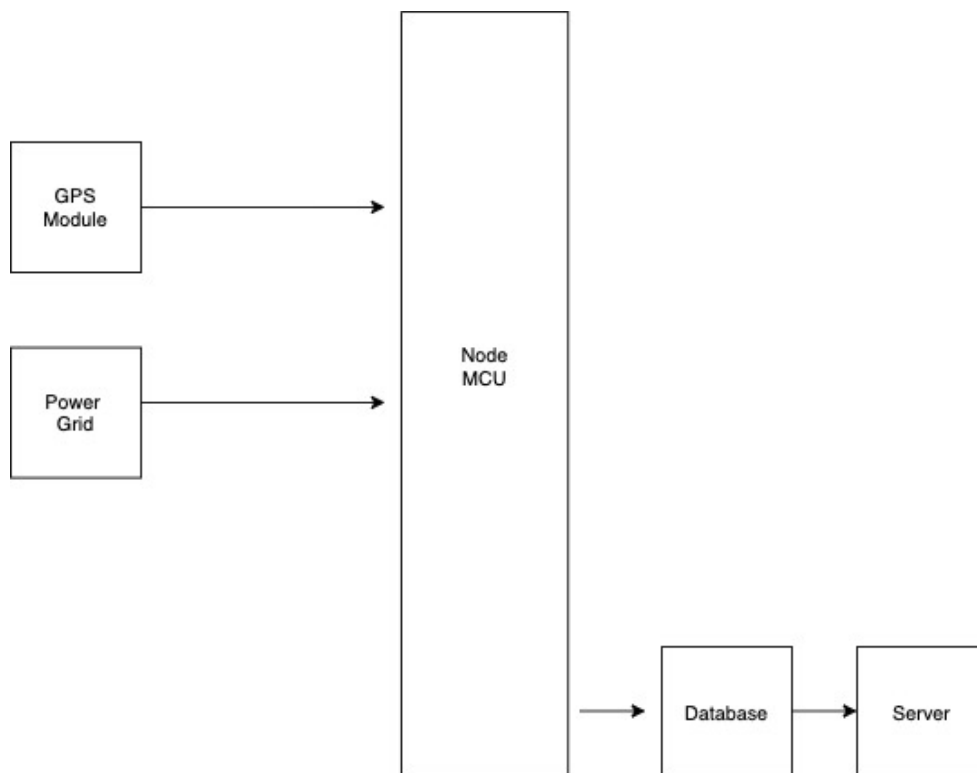 GPS
Module
Power
Grid
Node
MCU
Database
Server